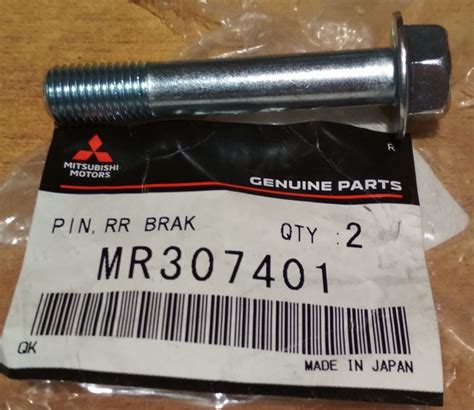 R
MITSUBISHI
MOTORS
GENUINE PARTS
PIN, RR BRAK QTY : 2
MR307401
QK
MADE IN JAPAN